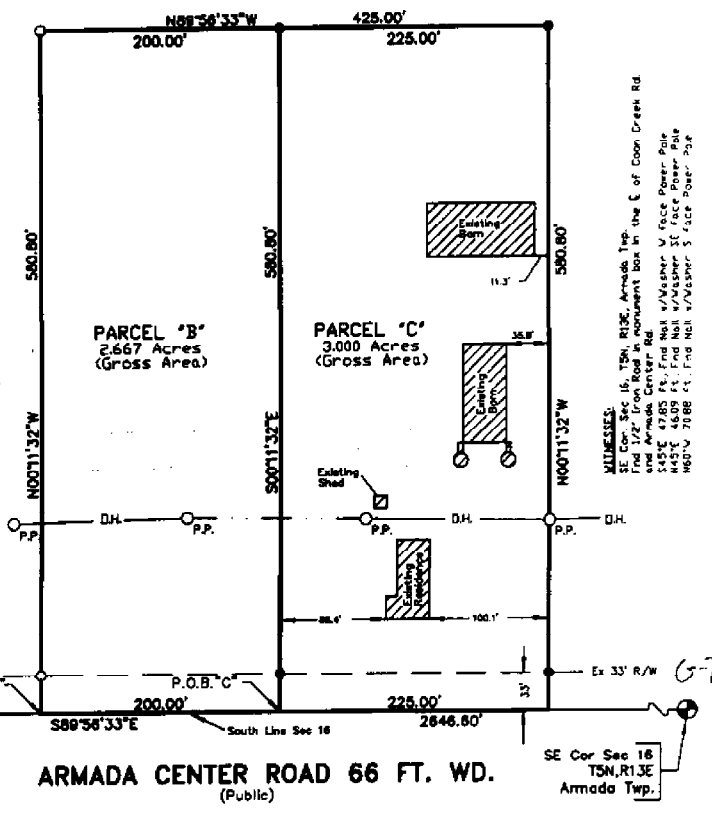 N89°56'33"W
425.00'
200.00'
225.00'
580.80'
580.80'
580.80'
Existing
Barn
11.3'
PARCEL "B"
2.667 Acres
(Gross Area)
PARCEL "C"
3.000 Acres
(Gross Area)
Existing
Barn
N00°11'32"W
S00°11'32"E
N00°11'32"W
Existing
Shed
O.H.
O.H.
O.H.
P.P.
P.P.
P.P.
P.P.
Existing
Residence
100.1'
Ex 33' R/W
33'
P.O.B. "C"
200.00'
225.00'
S89°56'33"E
South Line Sec 16
2646.60'
ARMADA CENTER ROAD 66 FT. WD.
(Public)
SE Cor Sec 16
T5N,R13E
Armada Twp.
WITNESSES:
SE Cor. Sec 16, T5N, R13E, Armada Twp.
Fnd 1/2" Iron Rod in monument box in the ℄ of Coon Creek Rd.
and Armada Center Rd.
S45°E 47.85 Ft. Fnd Nail w/Washer W face Power Pole
N45°E 46.09 Ft. Fnd Nail w/Washer SE face Power Pole
N60°W 70.88 Ft. Fnd Nail w/Washer S face Power Pole